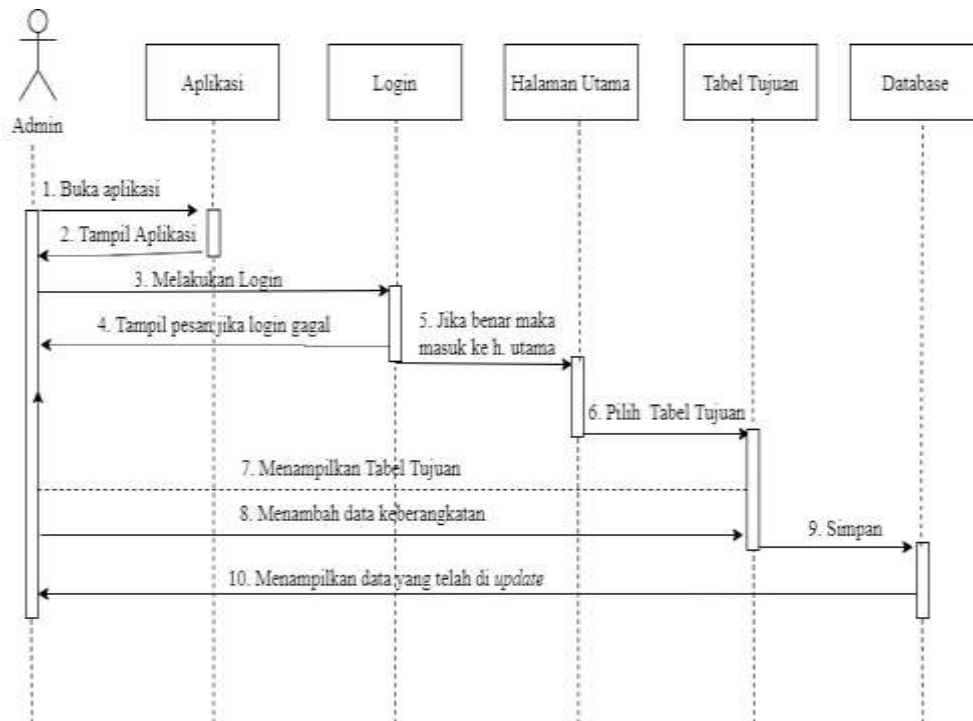 Admin
Aplikasi
Login
Halaman Utama
Tabel Tujuan
Database
1. Buka aplikasi
2. Tampil Aplikasi
3. Melakukan Login
4. Tampil pesan jika login gagal
5. Jika benar maka
masuk ke h. utama
6. Pilih Tabel Tujuan
7. Menampilkan Tabel Tujuan
8. Menambah data keberangkatan
9. Simpan
10. Menampilkan data yang telah di update